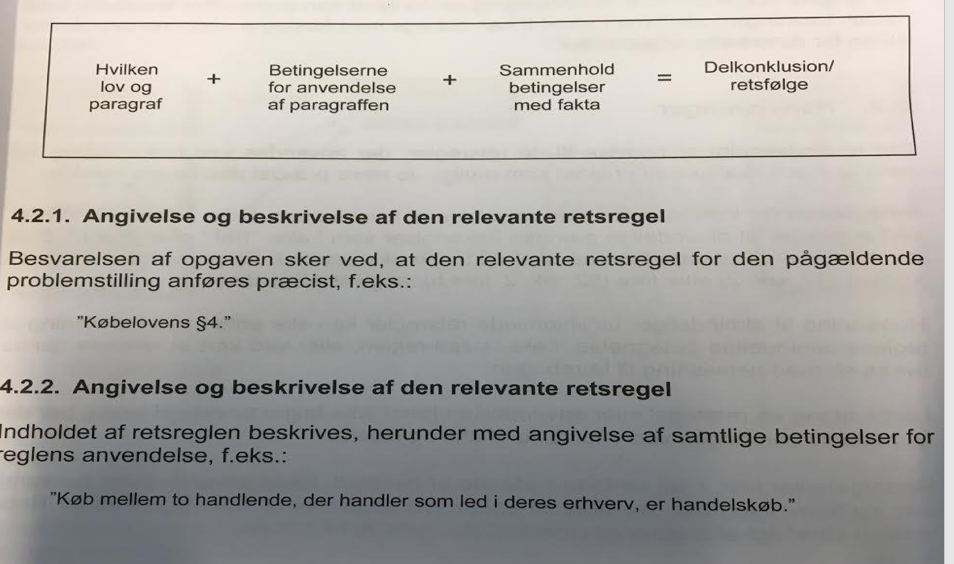 Hvilken lov og paragraf + Betingelserne for anvendelse af paragraffen + Sammenhold betingelser med fakta = Delkonklusion/ retsfølge
4.2.1. Angivelse og beskrivelse af den relevante retsregel
Besvarelsen af opgaven sker ved, at den relevante retsregel for den pågældende
problemstilling anføres præcist, f.eks.:
"Købelovens §4."
4.2.2. Angivelse og beskrivelse af den relevante retsregel
Indholdet af retsreglen beskrives, herunder med angivelse af samtlige betingelser for
reglens anvendelse, f.eks.:
"Køb mellem to handlende, der handler som led i deres erhverv, er handelskøb."